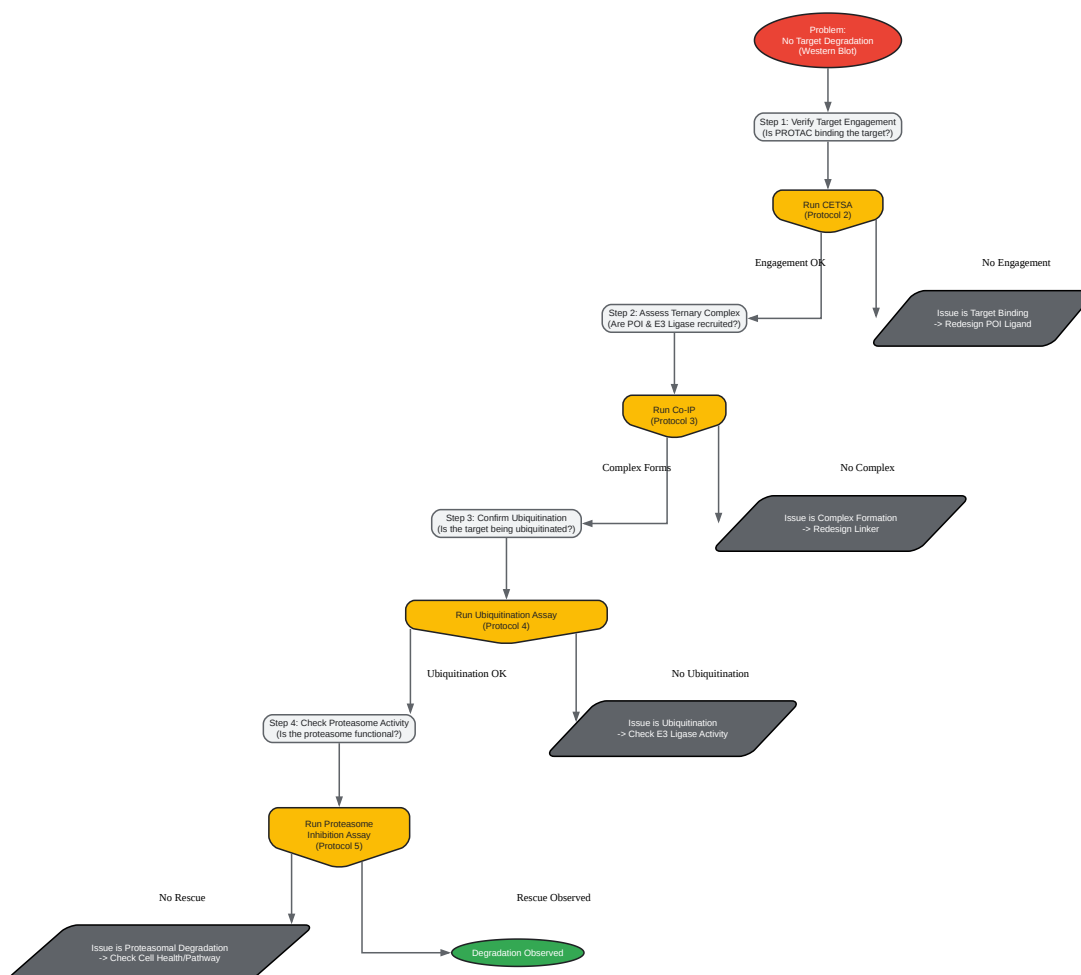 Problem:
No Target Degradation
(Western Blot)
Step 1: Verify Target Engagement
(Is PROTAC binding the target?)
Run CETSA
(Protocol 2)
Engagement OK
No Engagement
Issue is Target Binding
-> Redesign POI Ligand
Step 2: Assess Ternary Complex
(Are POI & E3 Ligase recruited?)
Run Co-IP
(Protocol 3)
Complex Forms
No Complex
Issue is Complex Formation
-> Redesign Linker
Step 3: Confirm Ubiquitination
(Is the target being ubiquitinated?)
Run Ubiquitination Assay
(Protocol 4)
Ubiquitination OK
No Ubiquitination
Issue is Ubiquitination
-> Check E3 Ligase Activity
Step 4: Check Proteasome Activity
(Is the proteasome functional?)
Run Proteasome
Inhibition Assay
(Protocol 5)
No Rescue
Rescue Observed
Issue is Proteasomal Degradation
-> Check Cell Health/Pathway
Degradation Observed